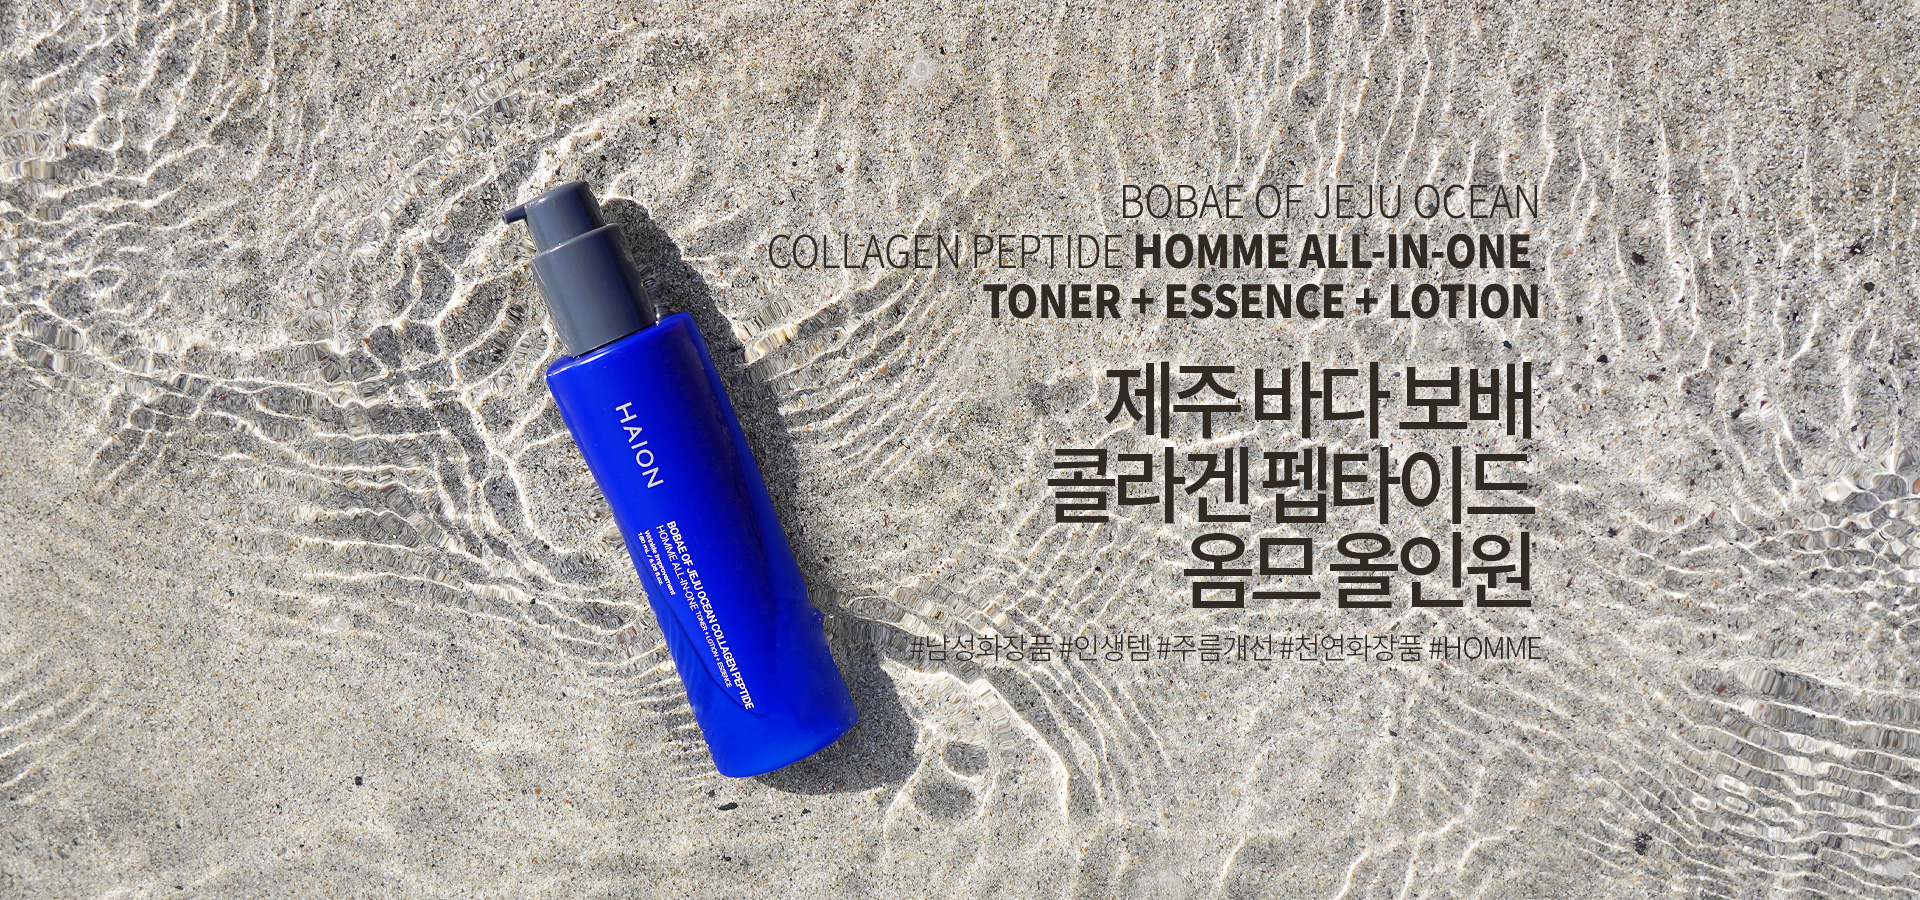 BOBAE OF JEJU OCEAN
COLLAGEN PEPTIDE HOMME ALL-IN-ONE
TONER + ESSENCE + LOTION
제주 바다 보배
콜라겐 펩타이드
옴므 올인원
#남성화장품 #인생템 #주름개선 #천연화장품 #HOMME
HAION
BOBAE OF JEJU OCEAN COLLAGEN PEPTIDE
HOMME ALL-IN-ONE TONER + LOTION + ESSENCE
Wrinkle Improvement